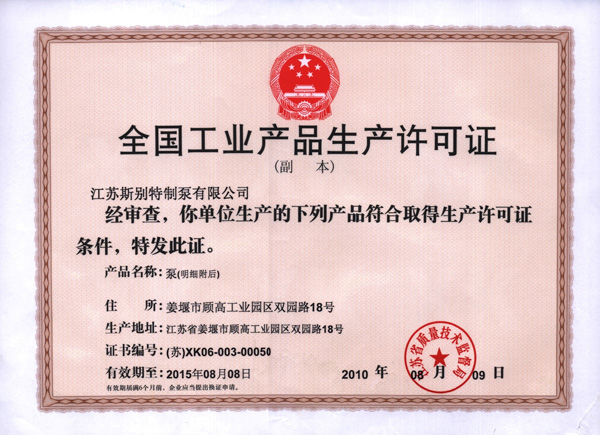 全国工业产品生产许可证
(副 本)
江苏斯别特制泵有限公司
经审查，你单位生产的下列产品符合取得生产许可证
条件，特发此证。
产品名称: 泵(明细附后)
住 所: 姜堰市顾高工业园区双园路18号
生产地址: 江苏省姜堰市顾高工业园区双园路18号
证书编号: (苏)XK06-003-00050
有效期至: 2015年08月08日
2010 年 08 月 09 日
有效期届满6个月前，企业应当提出换证申请。
江苏省质量技术监督局